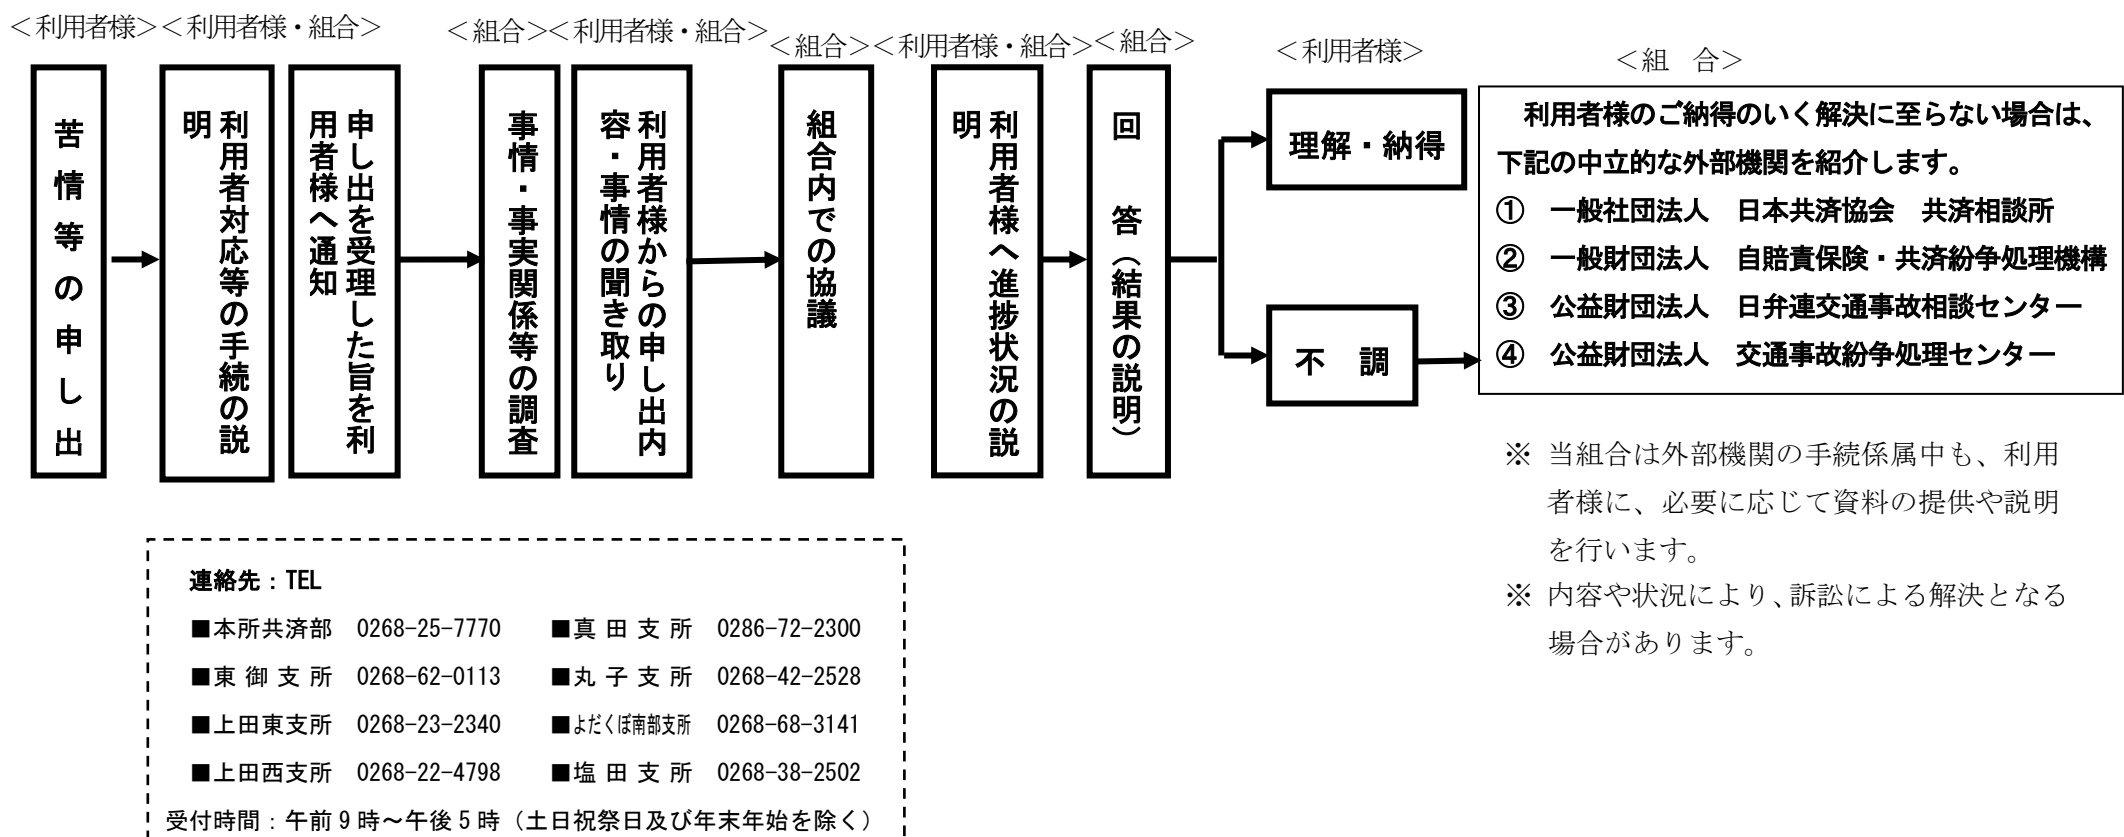 ＜利用者様＞
＜利用者様・組合＞
＜組合＞
＜利用者様・組合＞
＜組合＞
＜利用者様・組合＞
＜組合＞
＜利用者様＞
＜組　合＞
苦情等の申し出
利用者対応等の手続の説
明
申し出を受理した旨を利
用者様へ通知
事情・事実関係等の調査
利用者様からの申し出内
容・事情の聞き取り
組合内での協議
利用者様へ進捗状況の説
明
回　答（結果の説明）
理解・納得
不　調
利用者様のご納得のいく解決に至らない場合は、
下記の中立的な外部機関を紹介します。
①　一般社団法人　日本共済協会　共済相談所
②　一般財団法人　自賠責保険・共済紛争処理機構
③　公益財団法人　日弁連交通事故相談センター
④　公益財団法人　交通事故紛争処理センター
※ 当組合は外部機関の手続係属中も、利用
者様に、必要に応じて資料の提供や説明
を行います。
※ 内容や状況により、訴訟による解決となる
場合があります。
連絡先：TEL
■本所共済部　0268-25-7770　■真 田 支 所　0286-72-2300
■東 御 支 所　0268-62-0113　■丸 子 支 所　0268-42-2528
■上田東支所　0268-23-2340　■よだくぼ南部支所　0268-68-3141
■上田西支所　0268-22-4798　■塩 田 支 所　0268-38-2502
受付時間：午前９時～午後５時（土日祝祭日及び年末年始を除く）